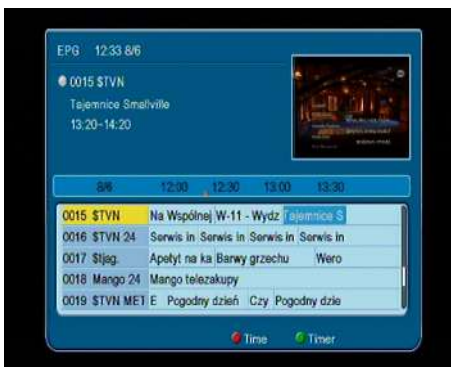 EPG 12:33 8/6
0015 $TVN
Tajemnice Smallville
13:20-14:20
8/6 12:00 12:30 13:00 13:30
0015 $TVN Na Wspólnej W-11 - Wydz Tajemnice S
0016 $TVN 24 Serwis in Serwis in Serwis in Serwis in
0017 $tjeg. Apetyt na ka Barwy grzechu Wero
0018 Mango 24 Mango telezakupy
0019 $TVN MET E Pogodny dzień Czy Pogodny dzie
Time Timer